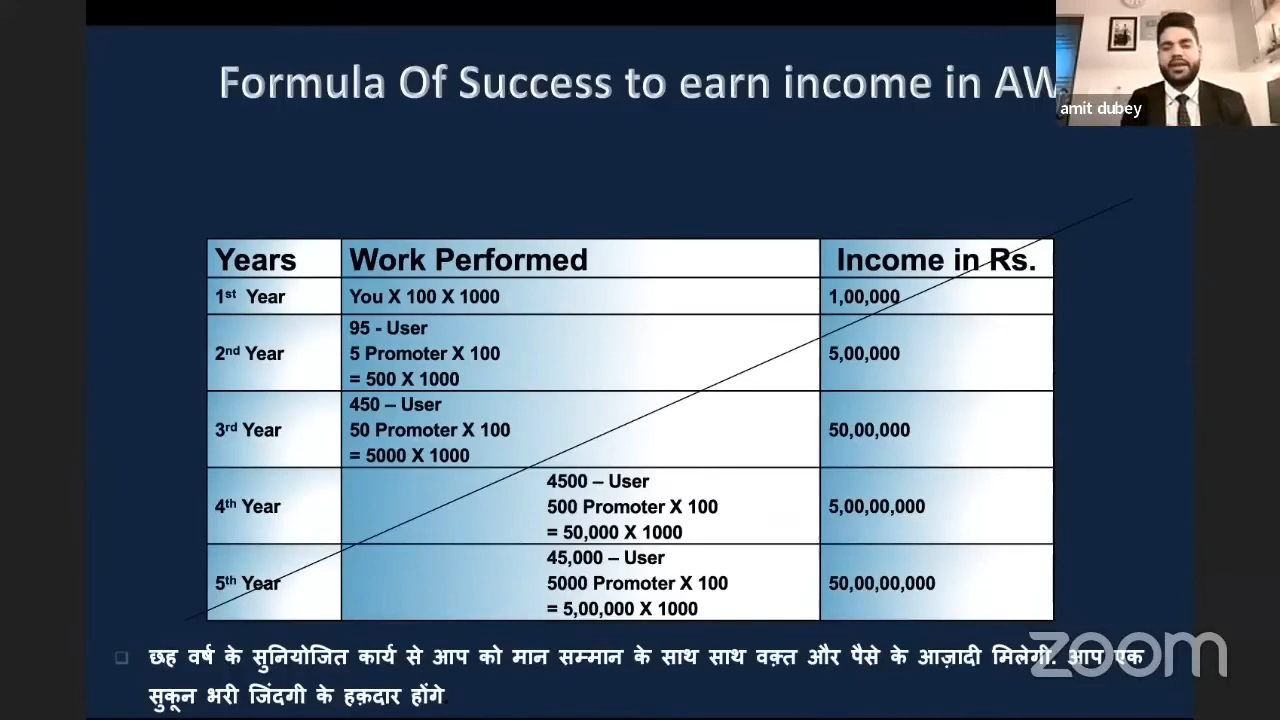 Formula Of Success to earn income in AW
amit dubey
Years Work Performed Income in Rs.
1st Year You X 100 X 1000 1,00,000
95 - User
2nd Year 5 Promoter X 100 5,00,000
= 500 X 1000
450 – User
3rd Year 50 Promoter X 100 50,00,000
= 5000 X 1000
4500 – User
4th Year 500 Promoter X 100 5,00,00,000
= 50,000 X 1000
45,000 – User
5th Year 5000 Promoter X 100 50,00,00,000
= 5,00,000 X 1000
छह वर्ष के सुनियोजित कार्य से आप को मान सम्मान के साथ साथ वक़्त और पैसे के आज़ादी मिलेगी. आप एक
सुकून भरी जिंदगी के हक़दार होंगे
zoom